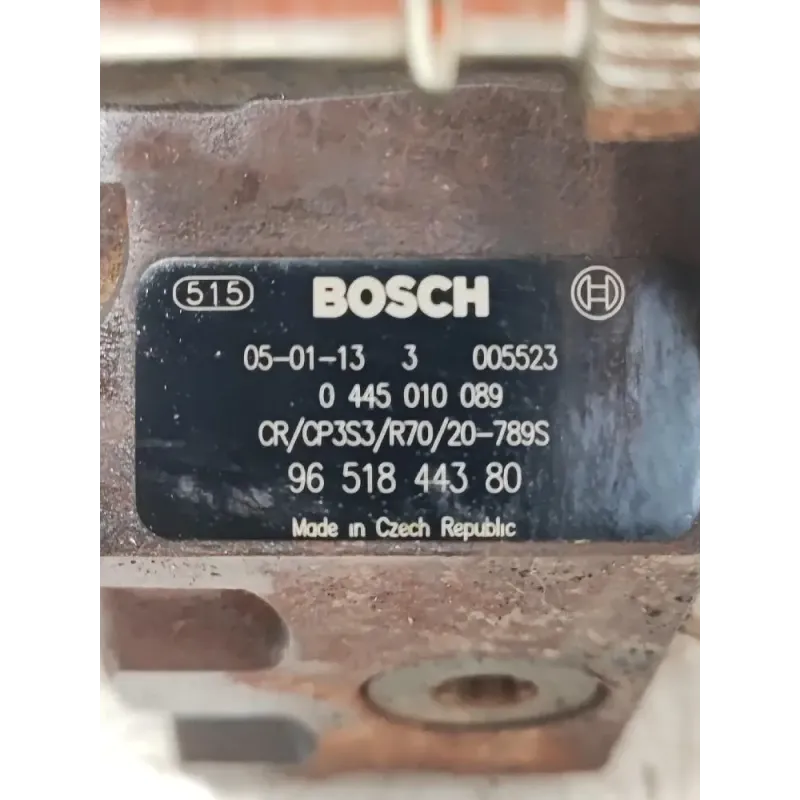 515 BOSCH
05-01-13 3 005523
0 445 010 089
CR/CP3S3/R70/20-789S
96 518 443 80
Made in Czech Republic